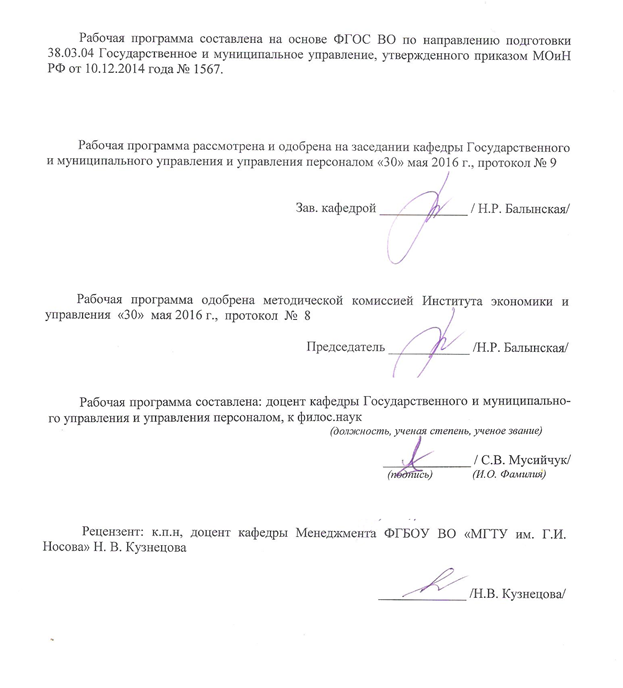 Рабочая программа составлена на основе ФГОС ВО по направлению подготовки
38.03.04 Государственное и муниципальное управление, утвержденного приказом МОиН
РФ от 10.12.2014 года № 1567.
Рабочая программа рассмотрена и одобрена на заседании кафедры Государственного
и муниципального управления и управления персоналом «30» мая 2016 г., протокол № 9
Зав. кафедрой _____________ / Н.Р. Балынская/
Рабочая программа одобрена методической комиссией Института экономики и
управления «30» мая 2016 г., протокол № 8
Председатель ____________ /Н.Р. Балынская/
Рабочая программа составлена: доцент кафедры Государственного и муниципально-
го управления и управления персоналом, к филос.наук
(должность, ученая степень, ученое звание)
_____________ / С.В. Мусийчук/
(подпись) (И.О. Фамилия)
Рецензент: к.п.н, доцент кафедры Менеджмента ФГБОУ ВО «МГТУ им. Г.И.
Носова» Н. В. Кузнецова
_____________ /Н.В. Кузнецова/